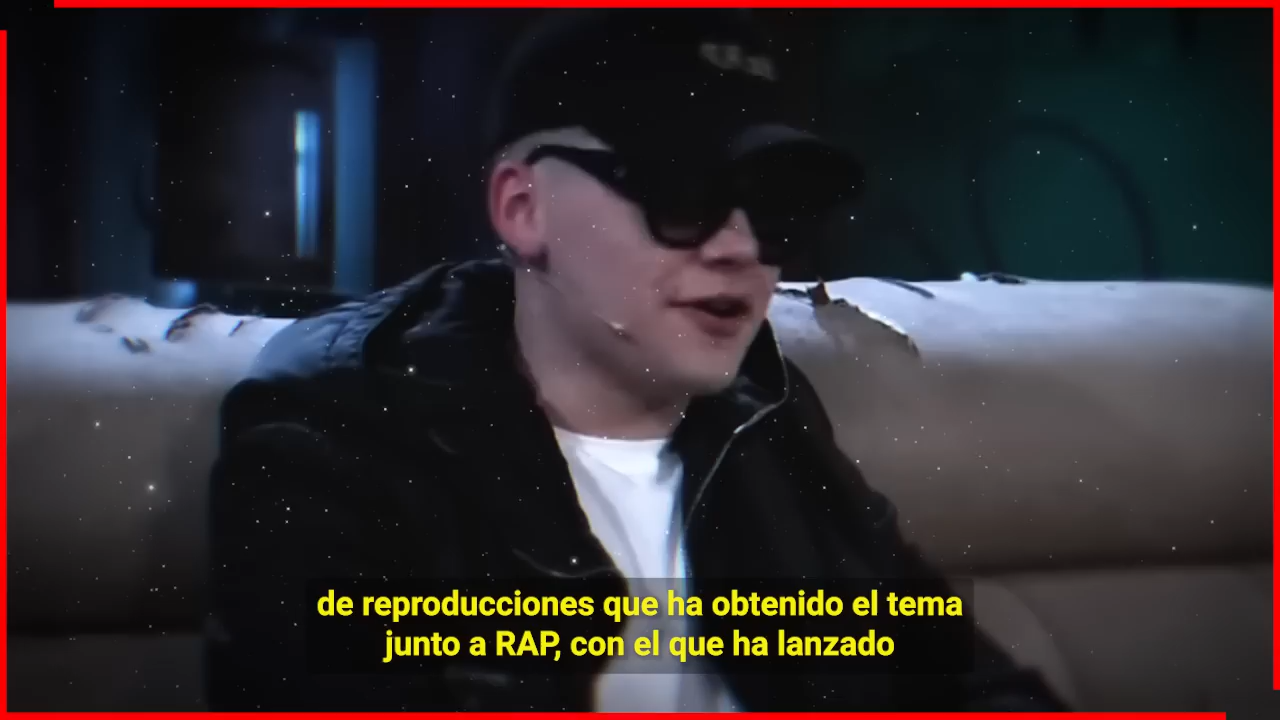 de reproducciones que ha obtenido el tema
junto a RAP, con el que ha lanzado